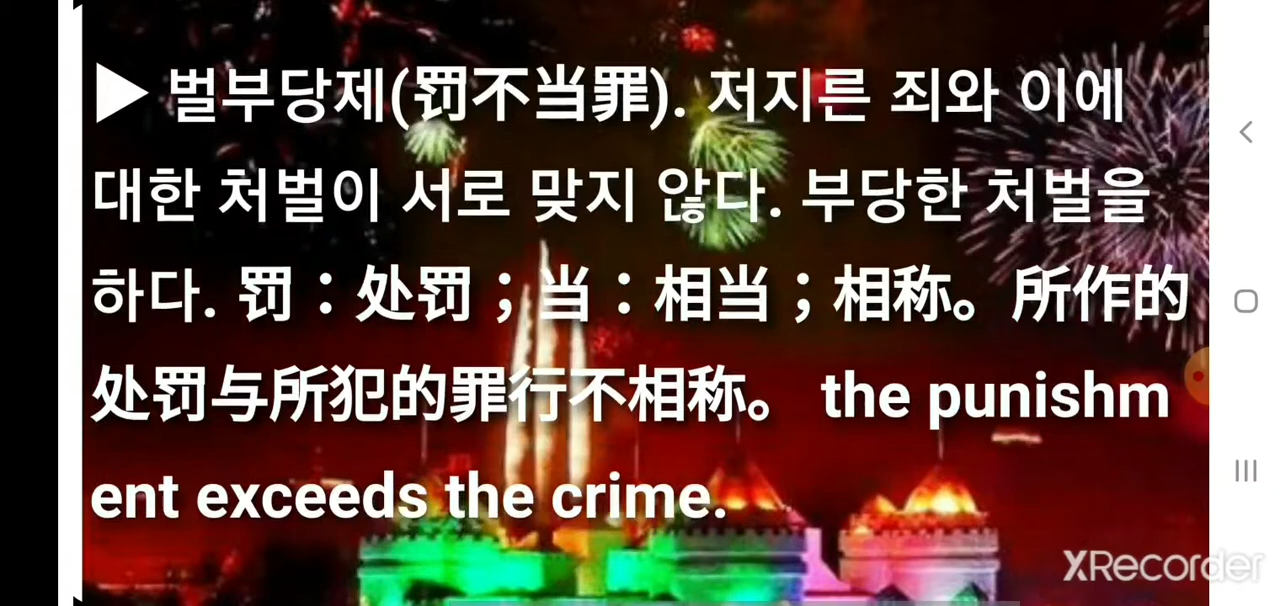 ▶ 벌부당제(罚不当罪). 저지른 죄와 이에
대한 처벌이 서로 맞지 않다. 부당한 처벌을
하다. 罚：处罚；当：相当；相称。所作的
处罚与所犯的罪行不相称。 the punishm
ent exceeds the crime.
XRecorder